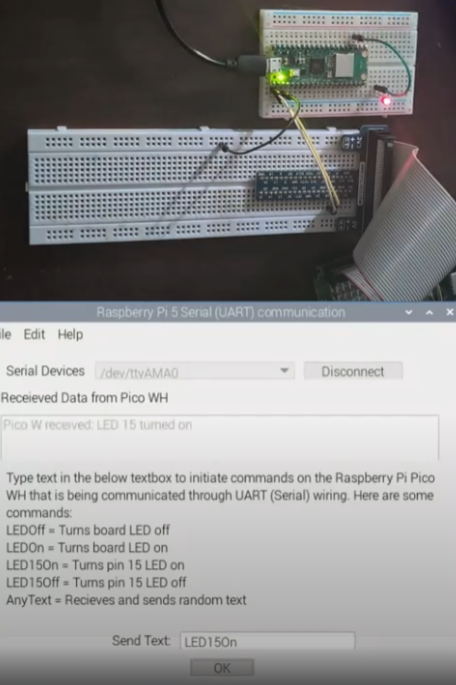 Raspberry Pi 5 Serial (UART) communication
ile Edit Help
Serial Devices /dev/ttyAMA0 Disconnect
Receieved Data from Pico WH
Pico W received: LED 15 turned on
Type text in the below textbox to initiate commands on the Raspberry Pi Pico
WH that is being communicated through UART (Serial) wiring. Here are some
commands:
LEDOff = Turns board LED off
LEDOn = Turns board LED on
LED15On = Turns pin 15 LED on
LED15Off = Turns pin 15 LED off
AnyText = Recieves and sends random text
Send Text: LED15On
OK